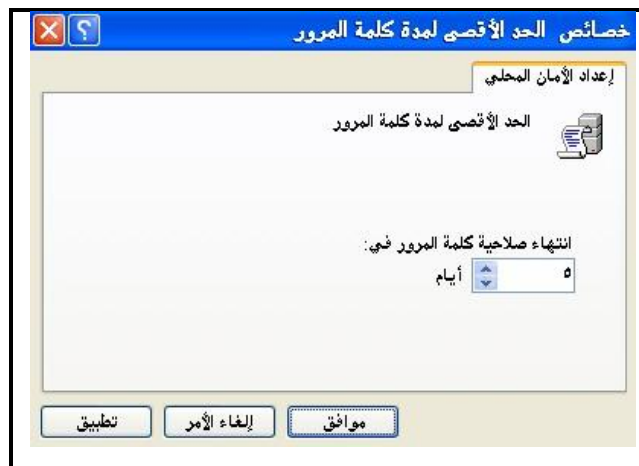 خصائص الحد الأقصى لمدة كلمة المرور
إعداد الأمان المحلي
الحد الأقصى لمدة كلمة المرور
انتهاء صلاحية كلمة المرور في:
٥ أيام
موافق إلغاء الأمر تطبيق